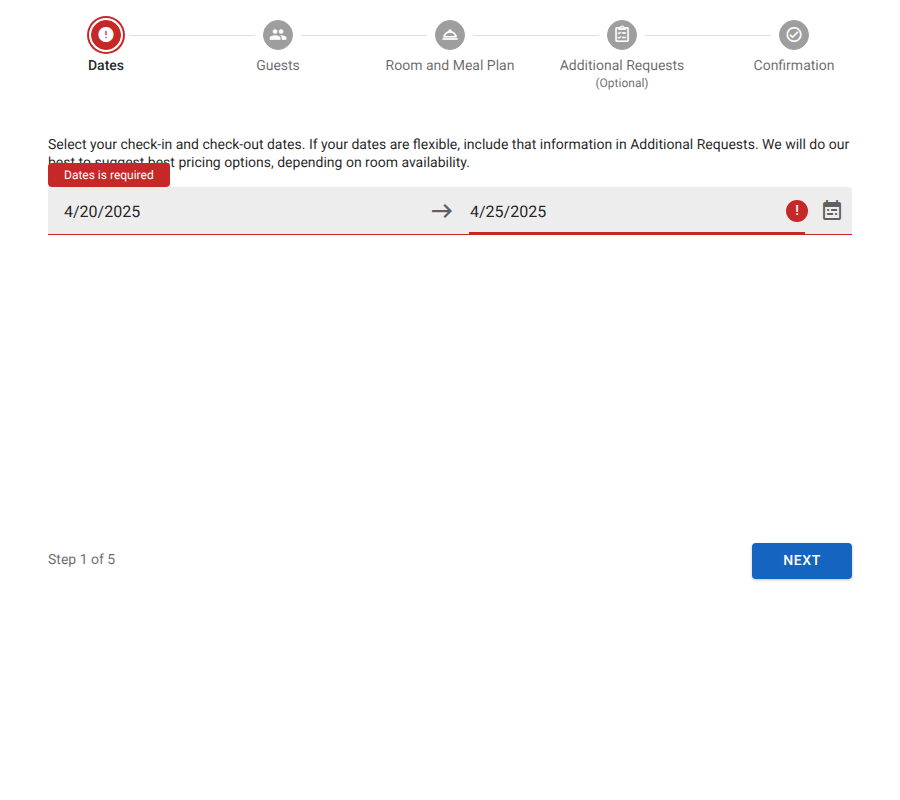 Dates
Guests
Room and Meal Plan
Additional Requests
(Optional)
Confirmation
Select your check-in and check-out dates. If your dates are flexible, include that information in Additional Requests. We will do our
best to suggest best pricing options, depending on room availability.
Dates is required
4/20/2025
4/25/2025
Step 1 of 5
NEXT